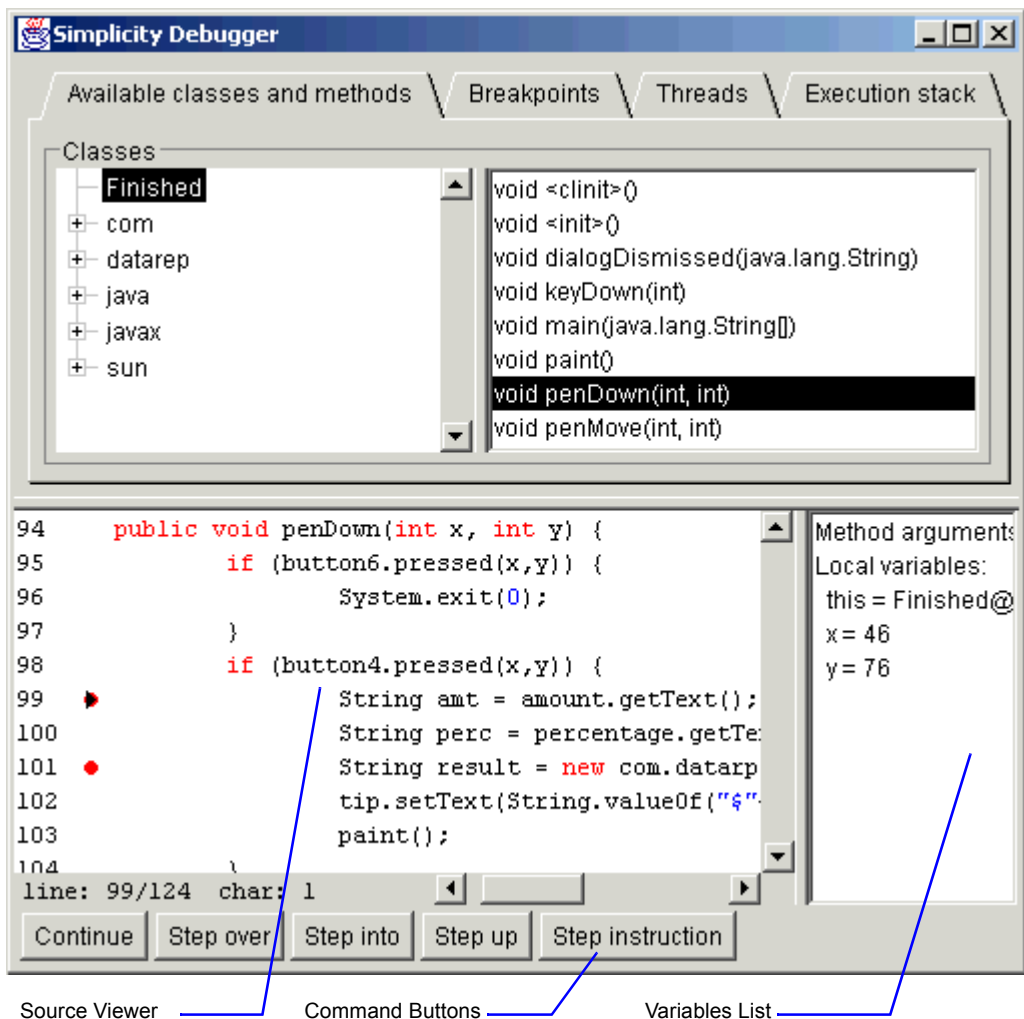 Simplicity Debugger
Available classes and methods Breakpoints Threads Execution stack
Classes
Finished
com
datarep
java
javax
sun
void <clinit>()
void <init>()
void dialogDismissed(java.lang.String)
void keyDown(int)
void main(java.lang.String[])
void paint()
void penDown(int, int)
void penMove(int, int)
94 public void penDown(int x, int y) {
95 if (button6.pressed(x,y)) {
96 System.exit(0);
97 }
98 if (button4.pressed(x,y)) {
99 String amt = amount.getText();
100 String perc = percentage.getTe
101 String result = new com.datarp
102 tip.setText(String.valueOf("$"
103 paint();
104 }
Method arguments
Local variables:
this = Finished@
x = 46
y = 76
line: 99/124 char: 1
Continue Step over Step into Step up Step instruction
Source Viewer Command Buttons Variables List